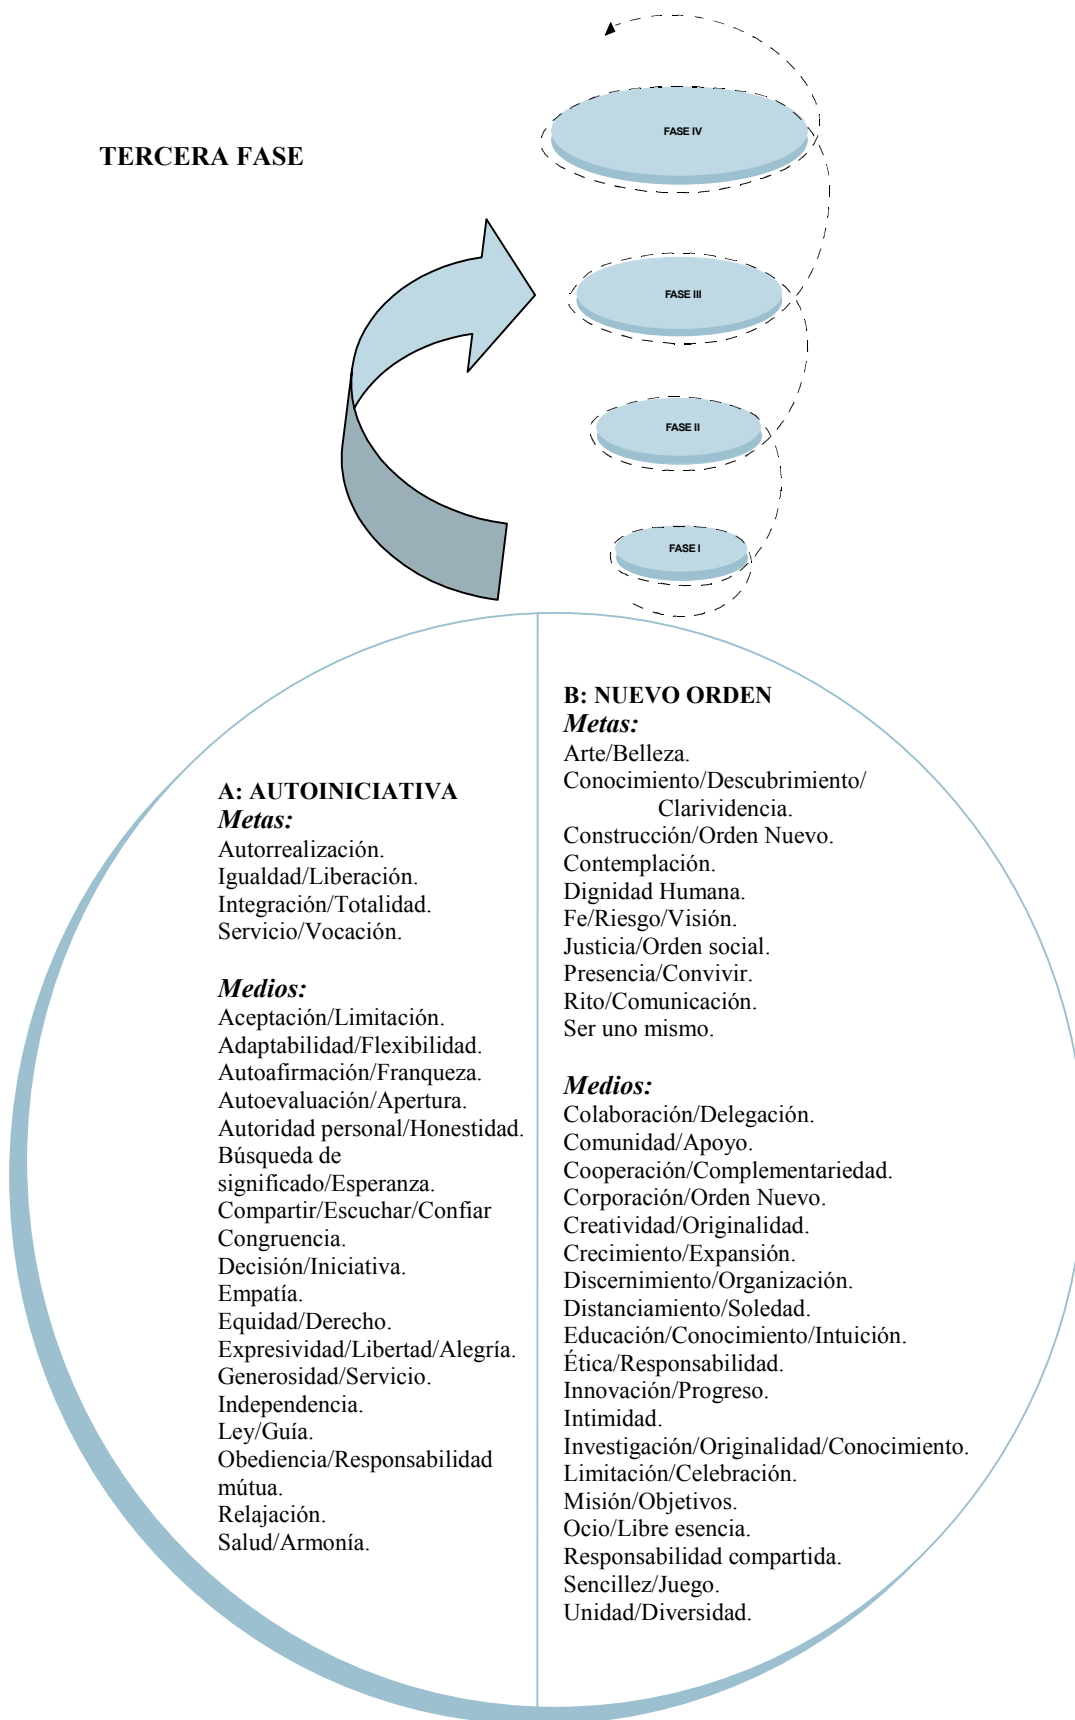 FASE IV
TERCERA FASE
FASE III
FASE II
FASE I
A: AUTOINICIATIVA
Metas:
Autorrealización.
Igualdad/Liberación.
Integración/Totalidad.
Servicio/Vocación.
Medios:
Aceptación/Limitación.
Adaptabilidad/Flexibilidad.
Autoafirmación/Franqueza.
Autoevaluación/Apertura.
Autoridad personal/Honestidad.
Búsqueda de
significado/Esperanza.
Compartir/Escuchar/Confiar
Congruencia.
Decisión/Iniciativa.
Empatía.
Equidad/Derecho.
Expresividad/Libertad/Alegría.
Generosidad/Servicio.
Independencia.
Ley/Guía.
Obediencia/Responsabilidad
mútua.
Relajación.
Salud/Armonía.
B: NUEVO ORDEN
Metas:
Arte/Belleza.
Conocimiento/Descubrimiento/
Clarividencia.
Construcción/Orden Nuevo.
Contemplación.
Dignidad Humana.
Fe/Riesgo/Visión.
Justicia/Orden social.
Presencia/Convivir.
Rito/Comunicación.
Ser uno mismo.
Medios:
Colaboración/Delegación.
Comunidad/Apoyo.
Cooperación/Complementariedad.
Corporación/Orden Nuevo.
Creatividad/Originalidad.
Crecimiento/Expansión.
Discernimiento/Organización.
Distanciamiento/Soledad.
Educación/Conocimiento/Intuición.
Ética/Responsabilidad.
Innovación/Progreso.
Intimidad.
Investigación/Originalidad/Conocimiento.
Limitación/Celebración.
Misión/Objetivos.
Ocio/Libre esencia.
Responsabilidad compartida.
Sencillez/Juego.
Unidad/Diversidad.